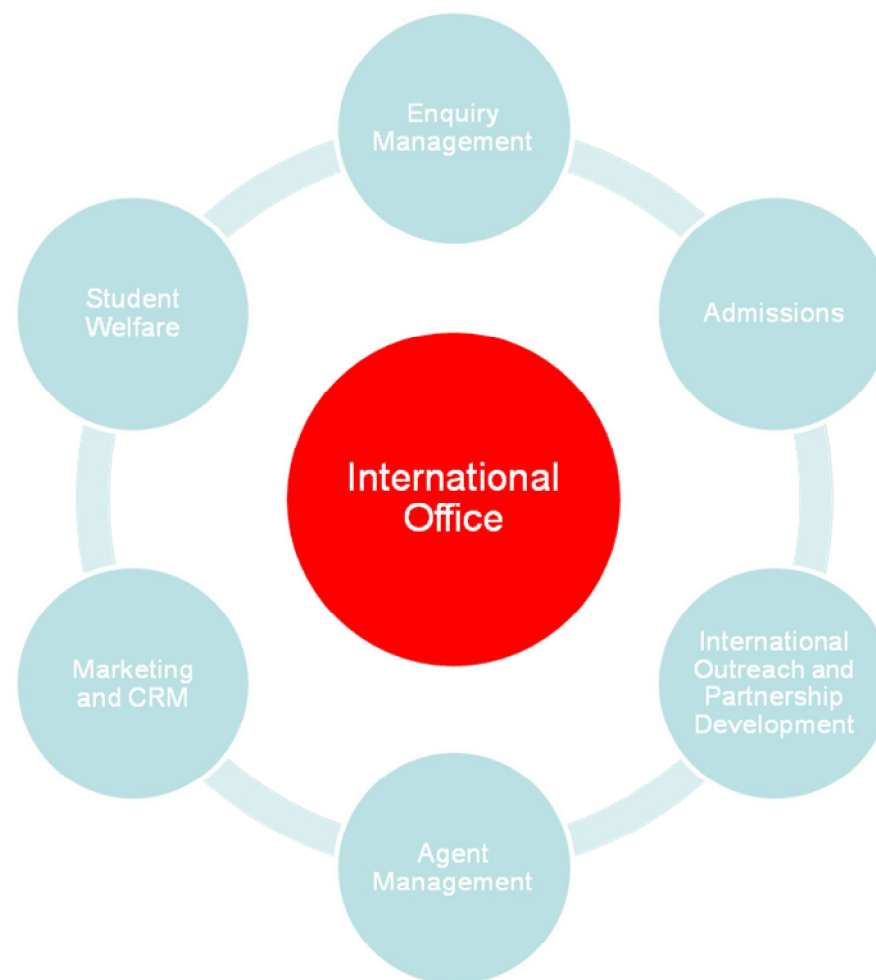 Enquiry
Management
Student
Welfare
Admissions
International
Office
Marketing
and CRM
International
Outreach and
Partnership
Development
Agent
Management